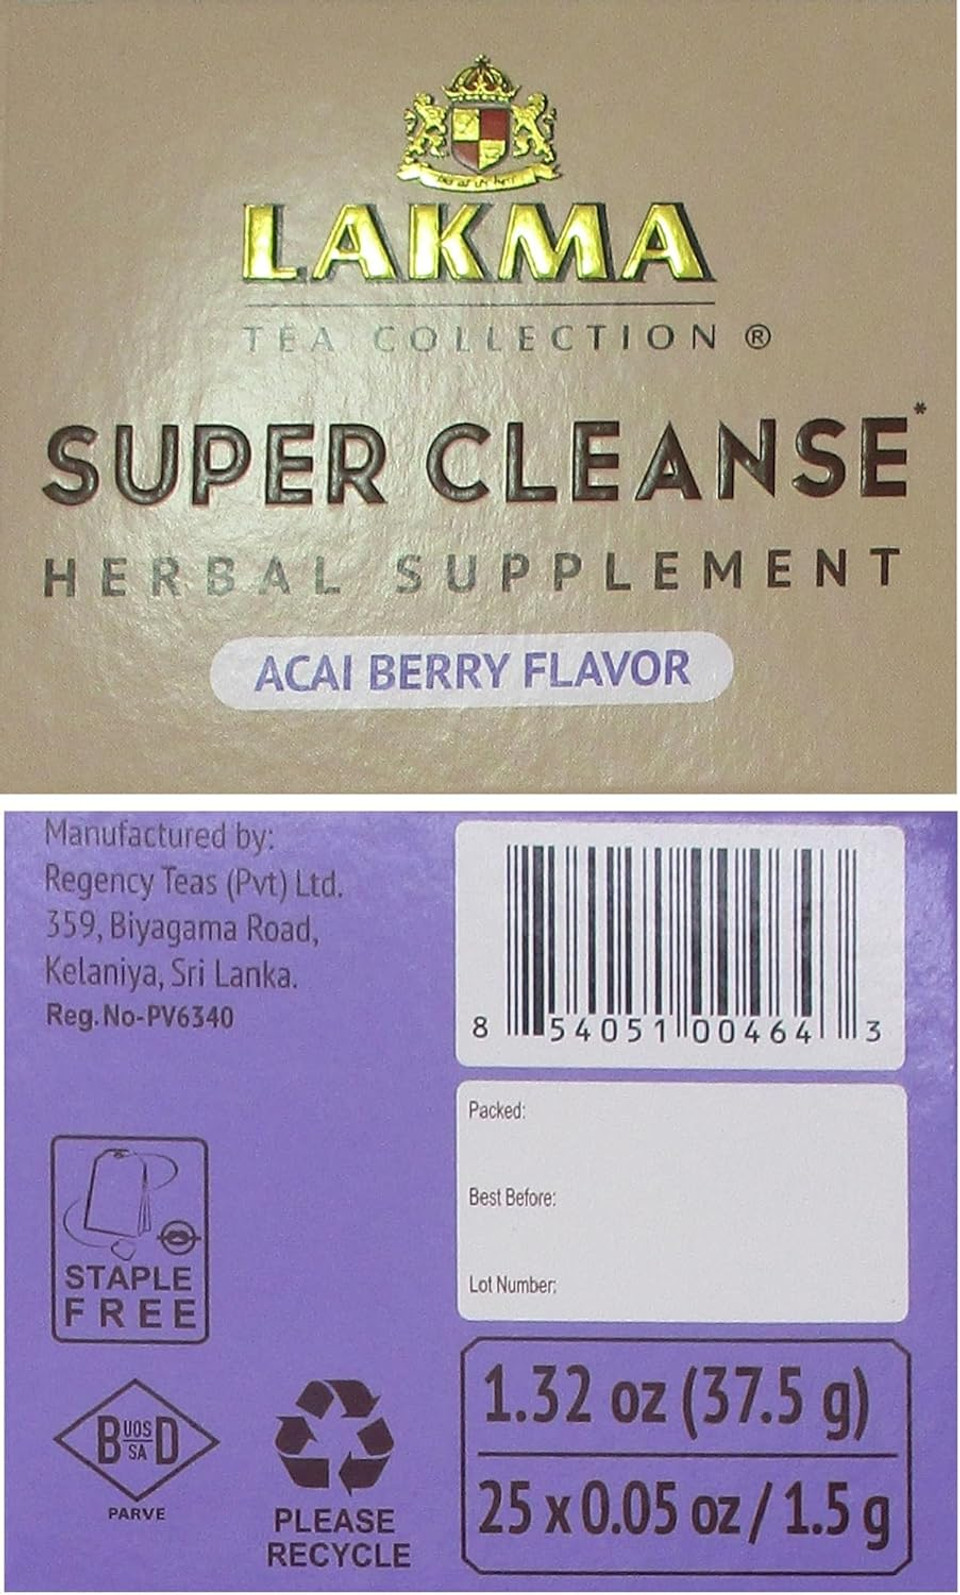 LAKMA
TEA COLLECTION ®
SUPER CLEANSE*
HERBAL SUPPLEMENT
ACAI BERRY FLAVOR
Manufactured by:
Regency Teas (Pvt) Ltd.
359, Biyagama Road,
Kelaniya, Sri Lanka.
Reg. No-PV6340
8 54051 00464 3
Packed:
Best Before:
Lot Number:
STAPLE
FREE
B UOS D
SA
PARVE
PLEASE
RECYCLE
1.32 oz (37.5 g)
25 x 0.05 oz / 1.5 g